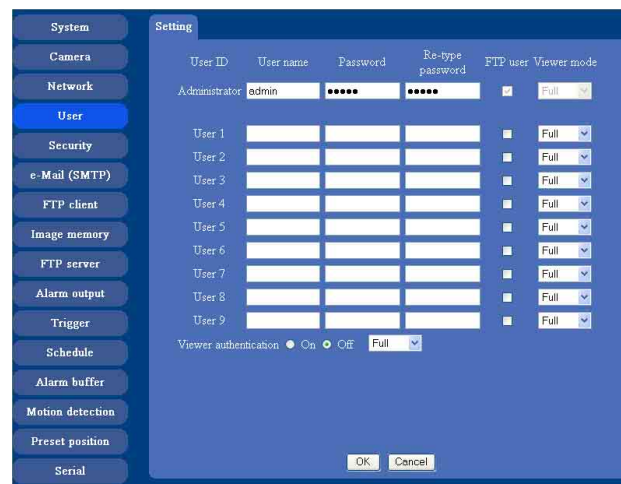 System
Camera
Network
User
Security
e-Mail (SMTP)
FTP client
Image memory
FTP server
Alarm output
Trigger
Schedule
Alarm buffer
Motion detection
Preset position
Serial
Setting
User ID User name Password Re-type password FTP user Viewer mode
Administrator admin ●●●●● ●●●●● Full
User 1 Full
User 2 Full
User 3 Full
User 4 Full
User 5 Full
User 6 Full
User 7 Full
User 8 Full
User 9 Full
Viewer authentication On Off Full
OK Cancel